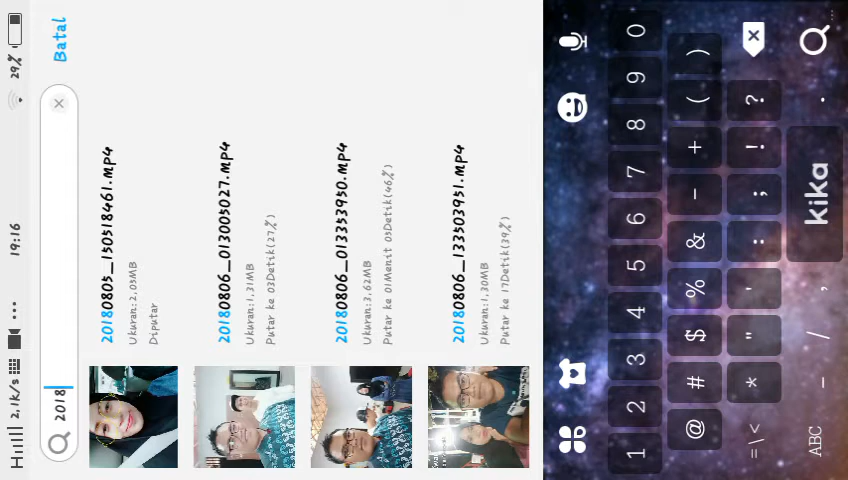 2,1k/s ... 19:16 29%
2018 Batal
20180805_150518461.mp4
Ukuran:2,03MB
Diputar
20180806_013005027.mp4
Ukuran:1,31MB
Putar ke 03Detik(27%)
20180806_013353950.mp4
Ukuran:3,62MB
Putar ke 01Menit 05Detik(46%)
20180806_133503951.mp4
Ukuran:1,30MB
Putar ke 17Detik(39%)
1 2 3 4 5 6 7 8 9 0
@ # $ % & - + ( )
=\< * " ' : ; ! ?
ABC _ / , kika .